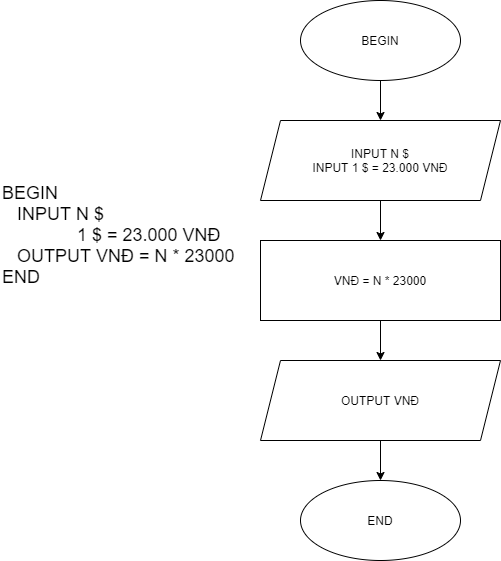 BEGIN
INPUT N $
1 $ = 23.000 VNĐ
OUTPUT VNĐ = N * 23000
END
BEGIN
INPUT N $
INPUT 1 $ = 23.000 VNĐ
VNĐ = N * 23000
OUTPUT VNĐ
END